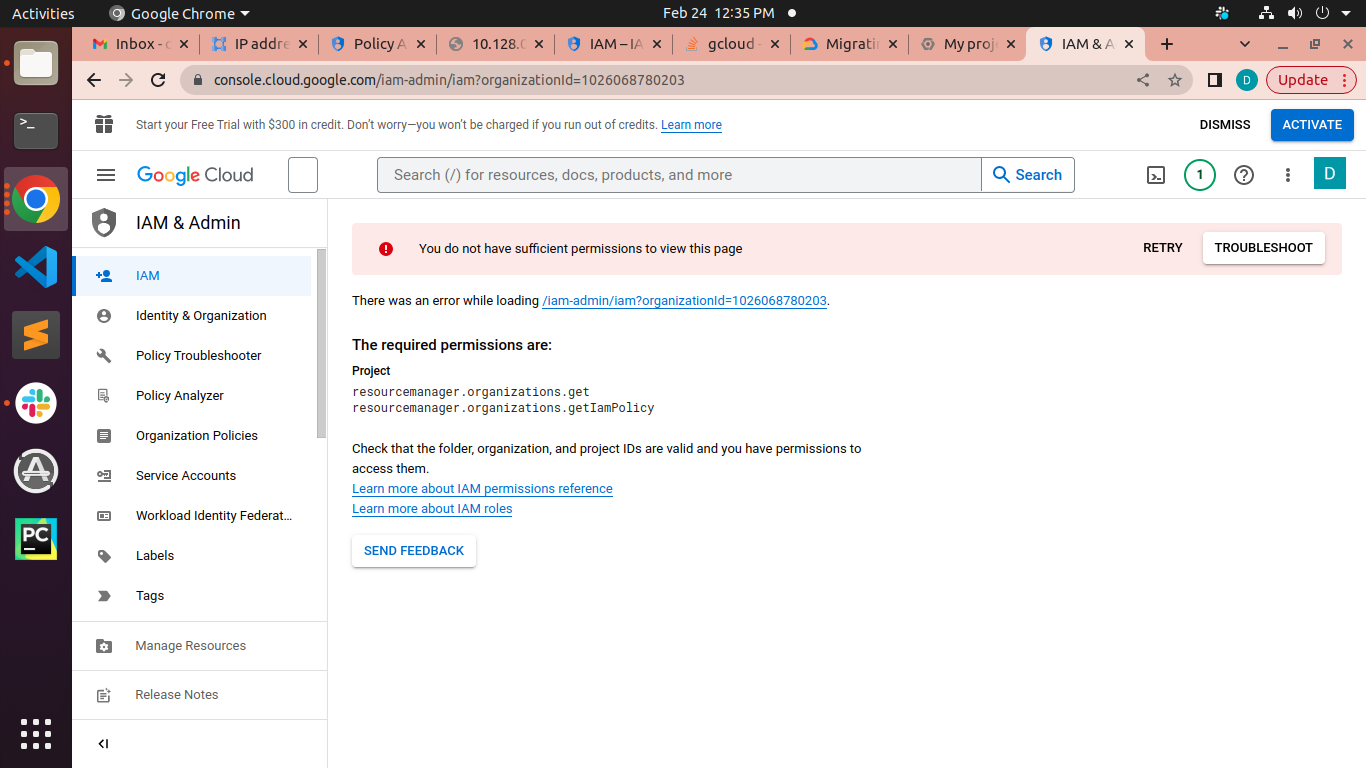 Activities
Google Chrome
Feb 24 12:35 PM
Inbox - c
IP addre
Policy A
10.128.0
IAM – IA
gcloud -
Migratin
My proj
IAM & A
console.cloud.google.com/iam-admin/iam?organizationId=1026068780203
D
Update
Start your Free Trial with $300 in credit. Don't worry—you won't be charged if you run out of credits. Learn more
DISMISS
ACTIVATE
Google Cloud
Search (/) for resources, docs, products, and more
Search
1
D
IAM & Admin
IAM
Identity & Organization
Policy Troubleshooter
Policy Analyzer
Organization Policies
Service Accounts
Workload Identity Federat...
Labels
Tags
Manage Resources
Release Notes
You do not have sufficient permissions to view this page
RETRY
TROUBLESHOOT
There was an error while loading /iam-admin/iam?organizationId=1026068780203.
The required permissions are:
Project
resourcemanager.organizations.get
resourcemanager.organizations.getIamPolicy
Check that the folder, organization, and project IDs are valid and you have permissions to
access them.
Learn more about IAM permissions reference
Learn more about IAM roles
SEND FEEDBACK
>_
PC